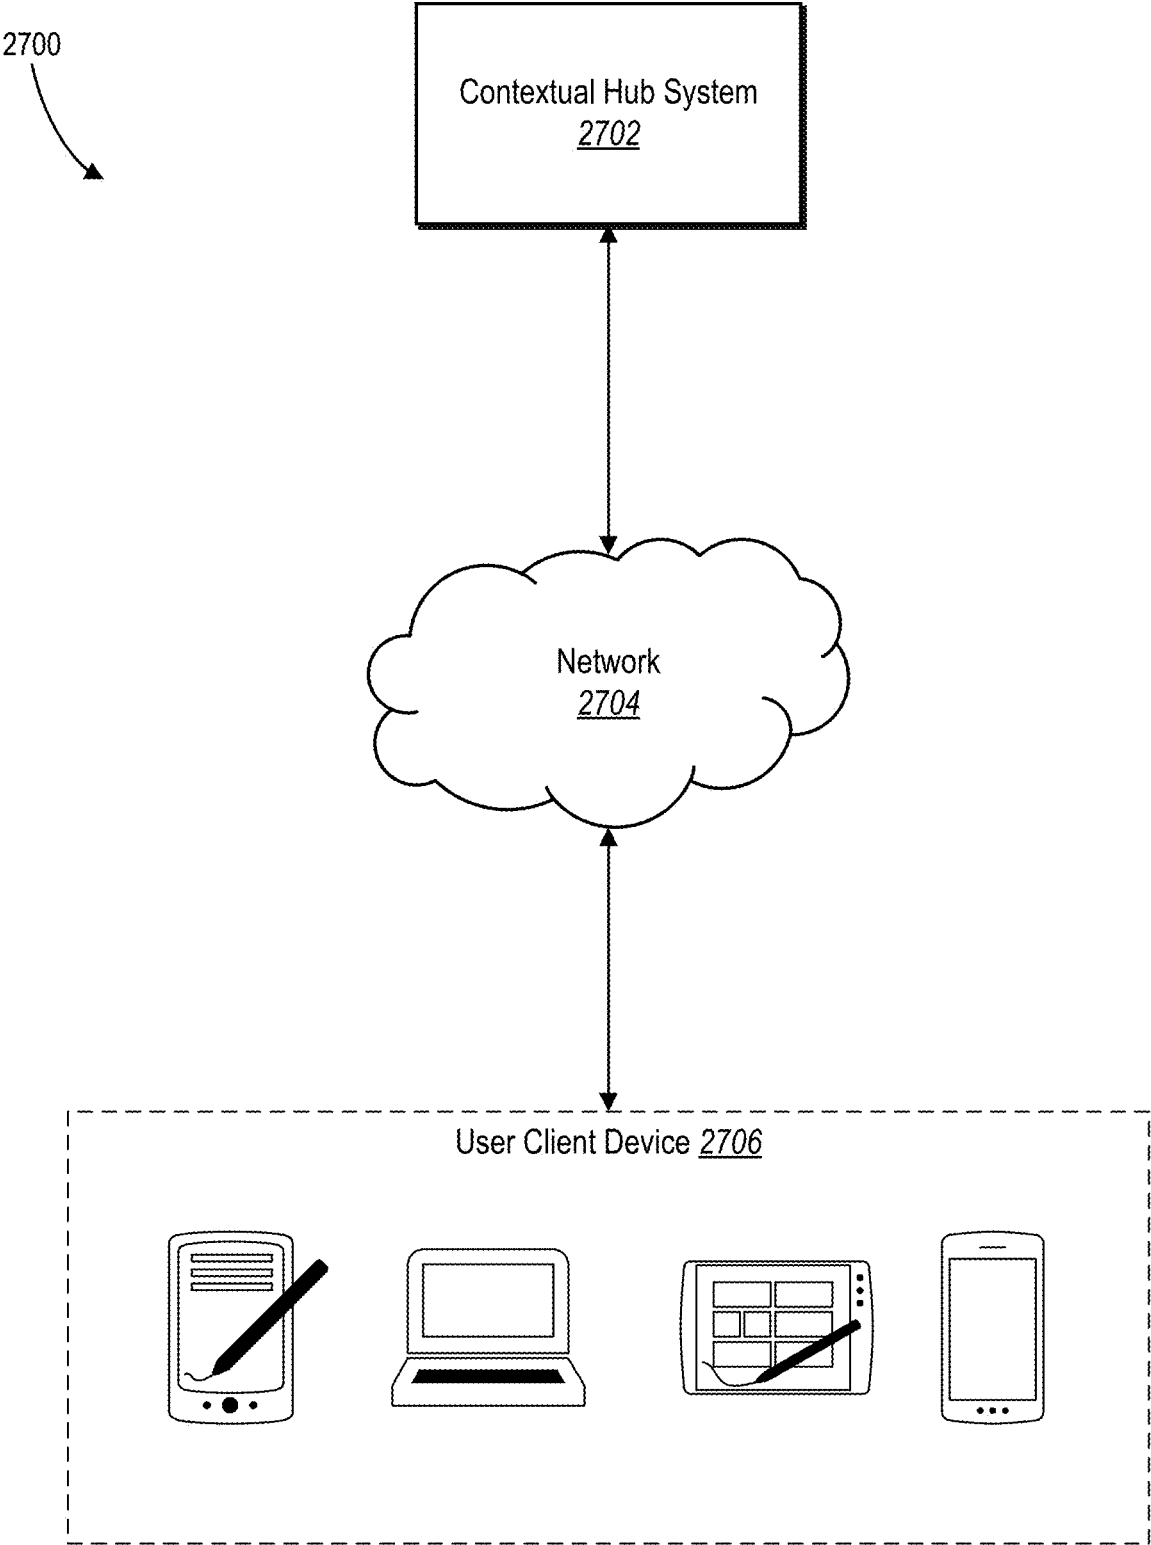 2700
Contextual Hub System
2702
Network
2704
User Client Device 2706